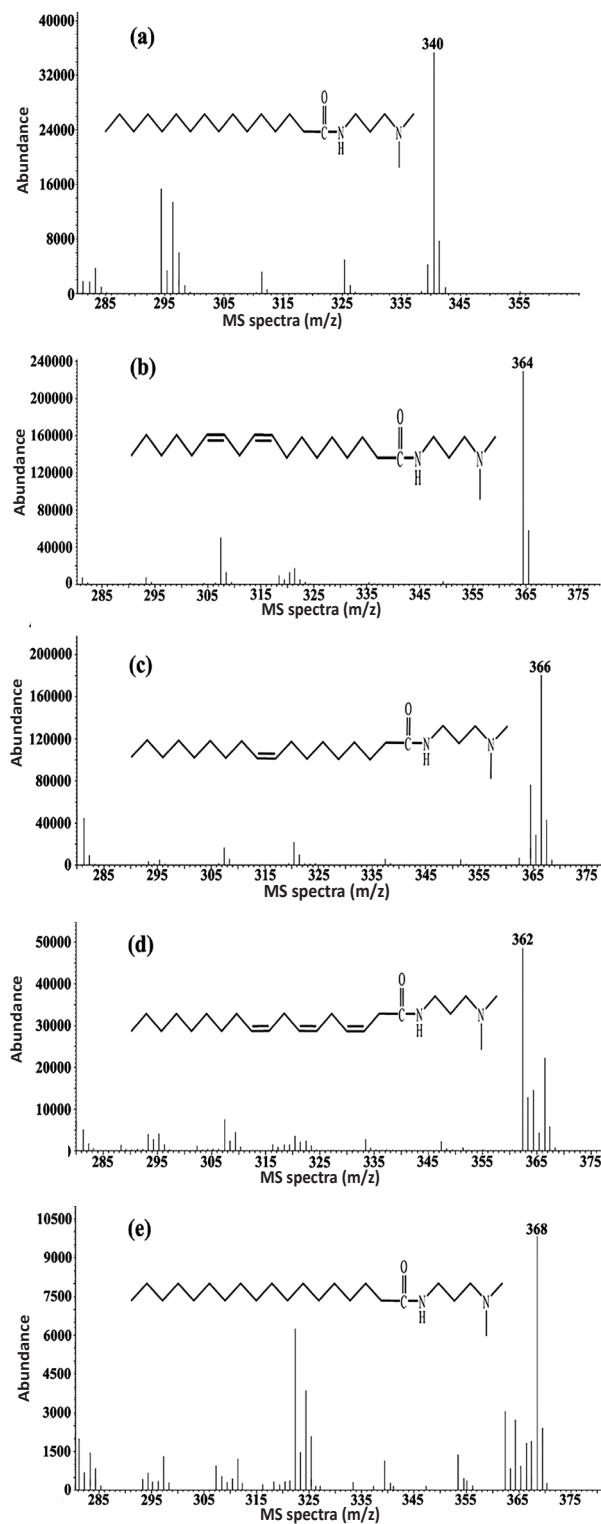 (a)
340
40000
32000
24000
16000
8000
0
Abundance
O
C
N
H
N
285 295 305 315 325 335 345 355
MS spectra (m/z)
(b)
364
240000
200000
160000
120000
80000
40000
0
Abundance
O
C
N
H
N
285 295 305 315 325 335 345 355 365 375
MS spectra (m/z)
(c)
366
200000
160000
120000
80000
40000
0
Abundance
O
C
N
H
N
285 295 305 315 325 335 345 355 365 375
MS spectra (m/z)
(d)
362
50000
40000
30000
20000
10000
0
Abundance
O
C
N
H
N
285 295 305 315 325 335 345 355 365 375
MS spectra (m/z)
(e)
368
10500
9000
7500
6000
4500
3000
1500
0
Abundance
O
C
N
H
N
285 295 305 315 325 335 345 355 365 375
MS spectra (m/z)